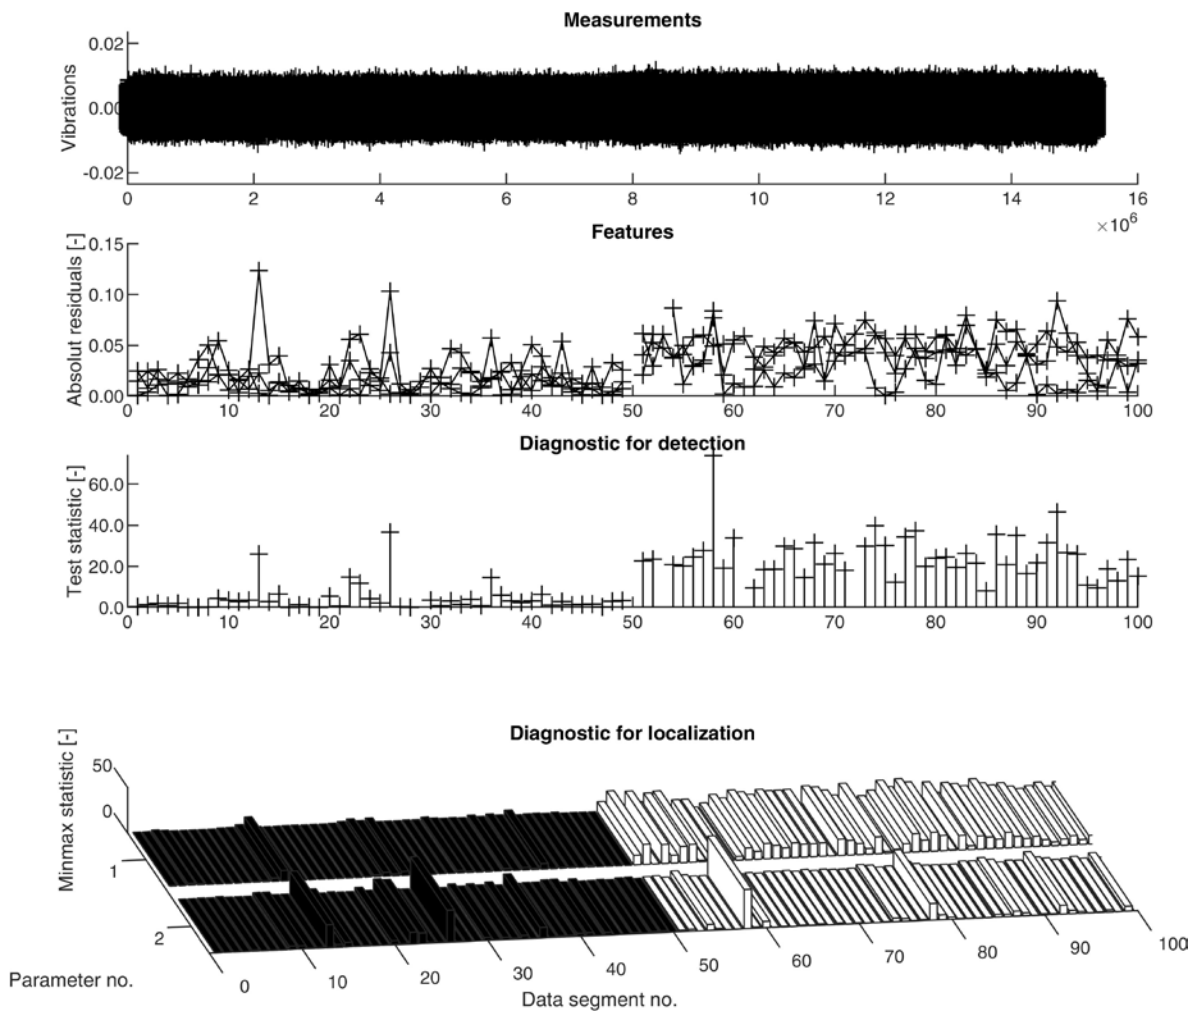 Measurements
Vibrations
0.02
0.00
-0.02
0 2 4 6 8 10 12 14 16
×10⁶
Features
Absolut residuals [-]
0.15
0.10
0.05
0.00
0 10 20 30 40 50 60 70 80 90 100
Diagnostic for detection
Test statistic [-]
60.0
40.0
20.0
0.0
0 10 20 30 40 50 60 70 80 90 100
Diagnostic for localization
Minmax statistic [-]
50
0
1
2
Parameter no.
0 10 20 30 40 50 60 70 80 90 100
Data segment no.